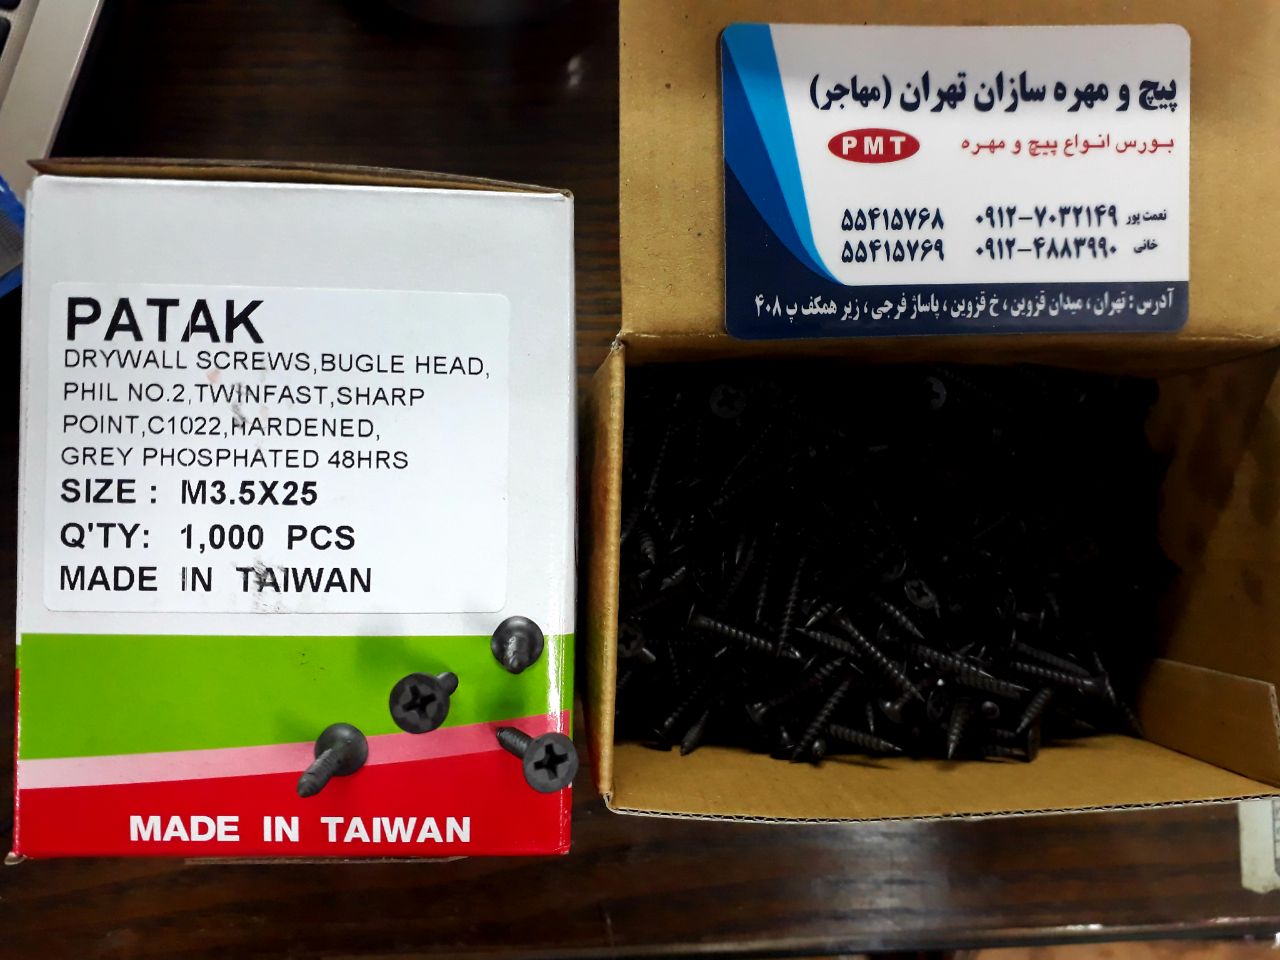 PATAK
DRYWALL SCREWS,BUGLE HEAD,
PHIL NO.2,TWINFAST,SHARP
POINT,C1022,HARDENED,
GREY PHOSPHATED 48HRS
SIZE : M3.5X25
Q'TY: 1,000 PCS
MADE IN TAIWAN
MADE IN TAIWAN
پیچ و مهره سازان تهران (مهاجر)
بورس انواع پیچ و مهره PMT
نعمت پور ۰۹۱۲-۷۰۳۲۱۴۹ ۵۵۴۱۵۷۶۸
خانی ۰۹۱۲-۴۸۸۳۹۹۰ ۵۵۴۱۵۷۶۹
آدرس : تهران ، میدان قزوین ، خ قزوین ، پاساژ فرجی ، زیر همکف پ ۴۰۸